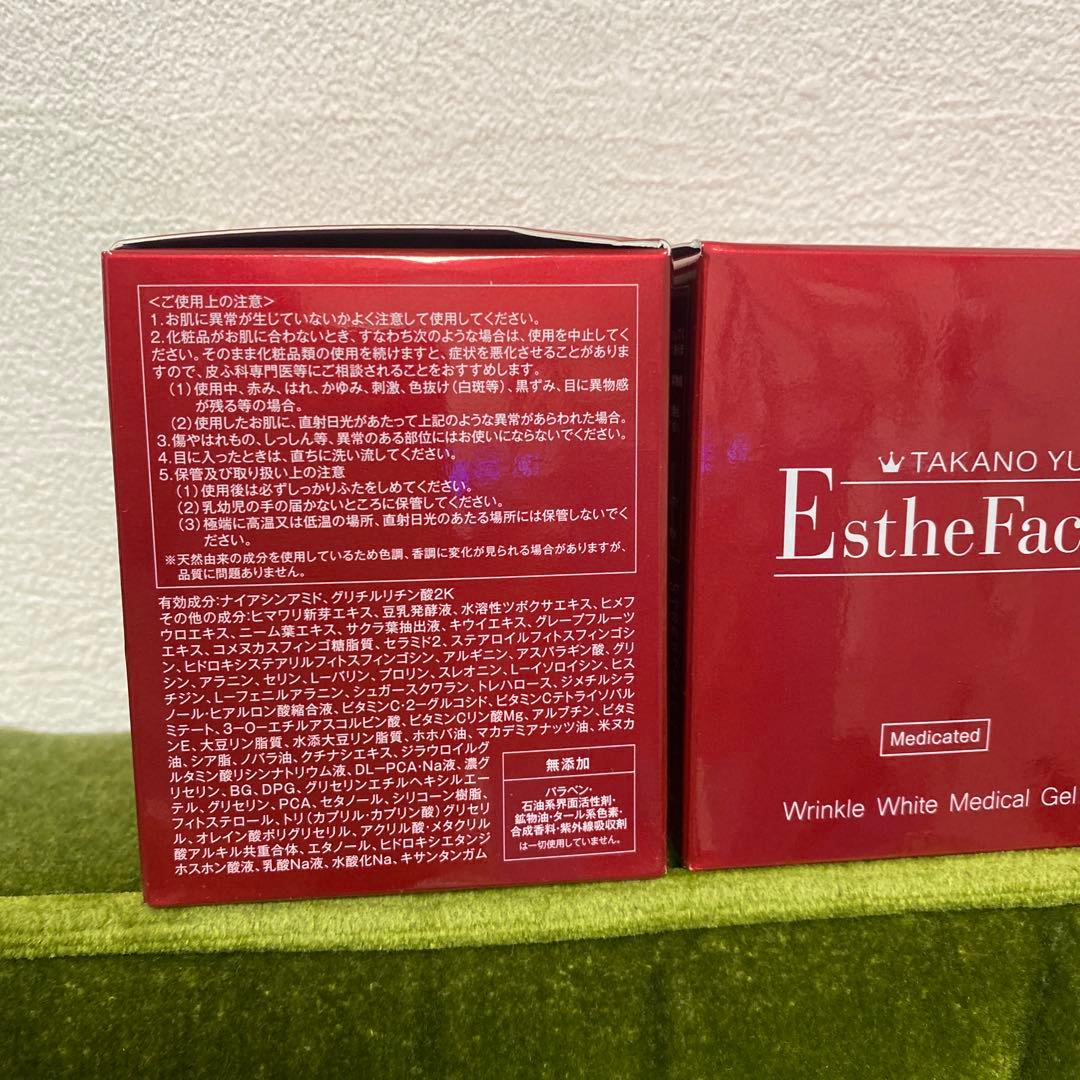 <ご使用上の注意>
1.お肌に異常が生じていないかよく注意して使用してください。
2.化粧品がお肌に合わないとき、すなわち次のような場合は、使用を中止してく
ださい。そのまま化粧品類の使用を続けますと、症状を悪化させることがありま
すので、皮ふ科専門医等にご相談されることをおすすめします。
(1)使用中、赤み、はれ、かゆみ、刺激、色抜け(白斑等)、黒ずみ、目に異物感
が残る等の場合。
(2)使用したお肌に、直射日光があたって上記のような異常があらわれた場合。
3.傷やはれもの、しっしん等、異常のある部位にはお使いにならないでください。
4.目に入ったときは、直ちに洗い流してください。
5.保管及び取り扱い上の注意
(1)使用後は必ずしっかりふたをしめてください。
(2)乳幼児の手の届かないところに保管してください。
(3)極端に高温又は低温の場所、直射日光のあたる場所には保管しないでく
ださい。
※天然由来の成分を使用しているため色調、香調に変化が見られる場合がありますが、
品質に問題ありません。
有効成分:ナイアシンアミド、グリチルリチン酸2K
その他の成分:ヒマワリ新芽エキス、豆乳発酵液、水溶性ツボクサエキス、ヒメフ
ウロエキス、ニーム葉エキス、サクラ葉抽出液、キウイエキス、グレープフルーツ
エキス、コメヌカスフィンゴ糖脂質、セラミド2、ステアロイルフィトスフィンゴシ
ン、ヒドロキシステアリルフィトスフィンゴシン、アルギニン、アスパラギン酸、グリ
シン、アラニン、セリン、L-バリン、プロリン、スレオニン、L-イソロイシン、ヒス
チジン、L-フェニルアラニン、シュガースクワラン、トレハロース、ジメチルシラ
ノール・ヒアルロン酸縮合液、ビタミンC・2-グルコシド、ビタミンCテトライソパル
ミテート、3-O-エチルアスコルビン酸、ビタミンCリン酸Mg、アルブチン、ビタミ
ンE、大豆リン脂質、水添大豆リン脂質、ホホバ油、マカデミアナッツ油、米ヌカ
油、シア脂、ノバラ油、クチナシエキス、ジラウロイルグ
ルタミン酸リシンナトリウム液、DL-PCA・Na液、濃グ
リセリン、BG、DPG、グリセリンエチルヘキシルエー
テル、グリセリン、PCA、セタノール、シリコーン樹脂、
フィトステロール、トリ(カプリル・カプリン酸)グリセリ
ル、オレイン酸ポリグリセリル、アクリル酸・メタクリル
酸アルキル共重合体、エタノール、ヒドロキシエタンジ
ホスホン酸液、乳酸Na液、水酸化Na、キサンタンガム
無添加
パラベン・
石油系界面活性剤・
鉱物油・タール系色素・
合成香料・紫外線吸収剤
は一切使用していません。
TAKANO YU
EstheFac
Medicated
Wrinkle White Medical Gel